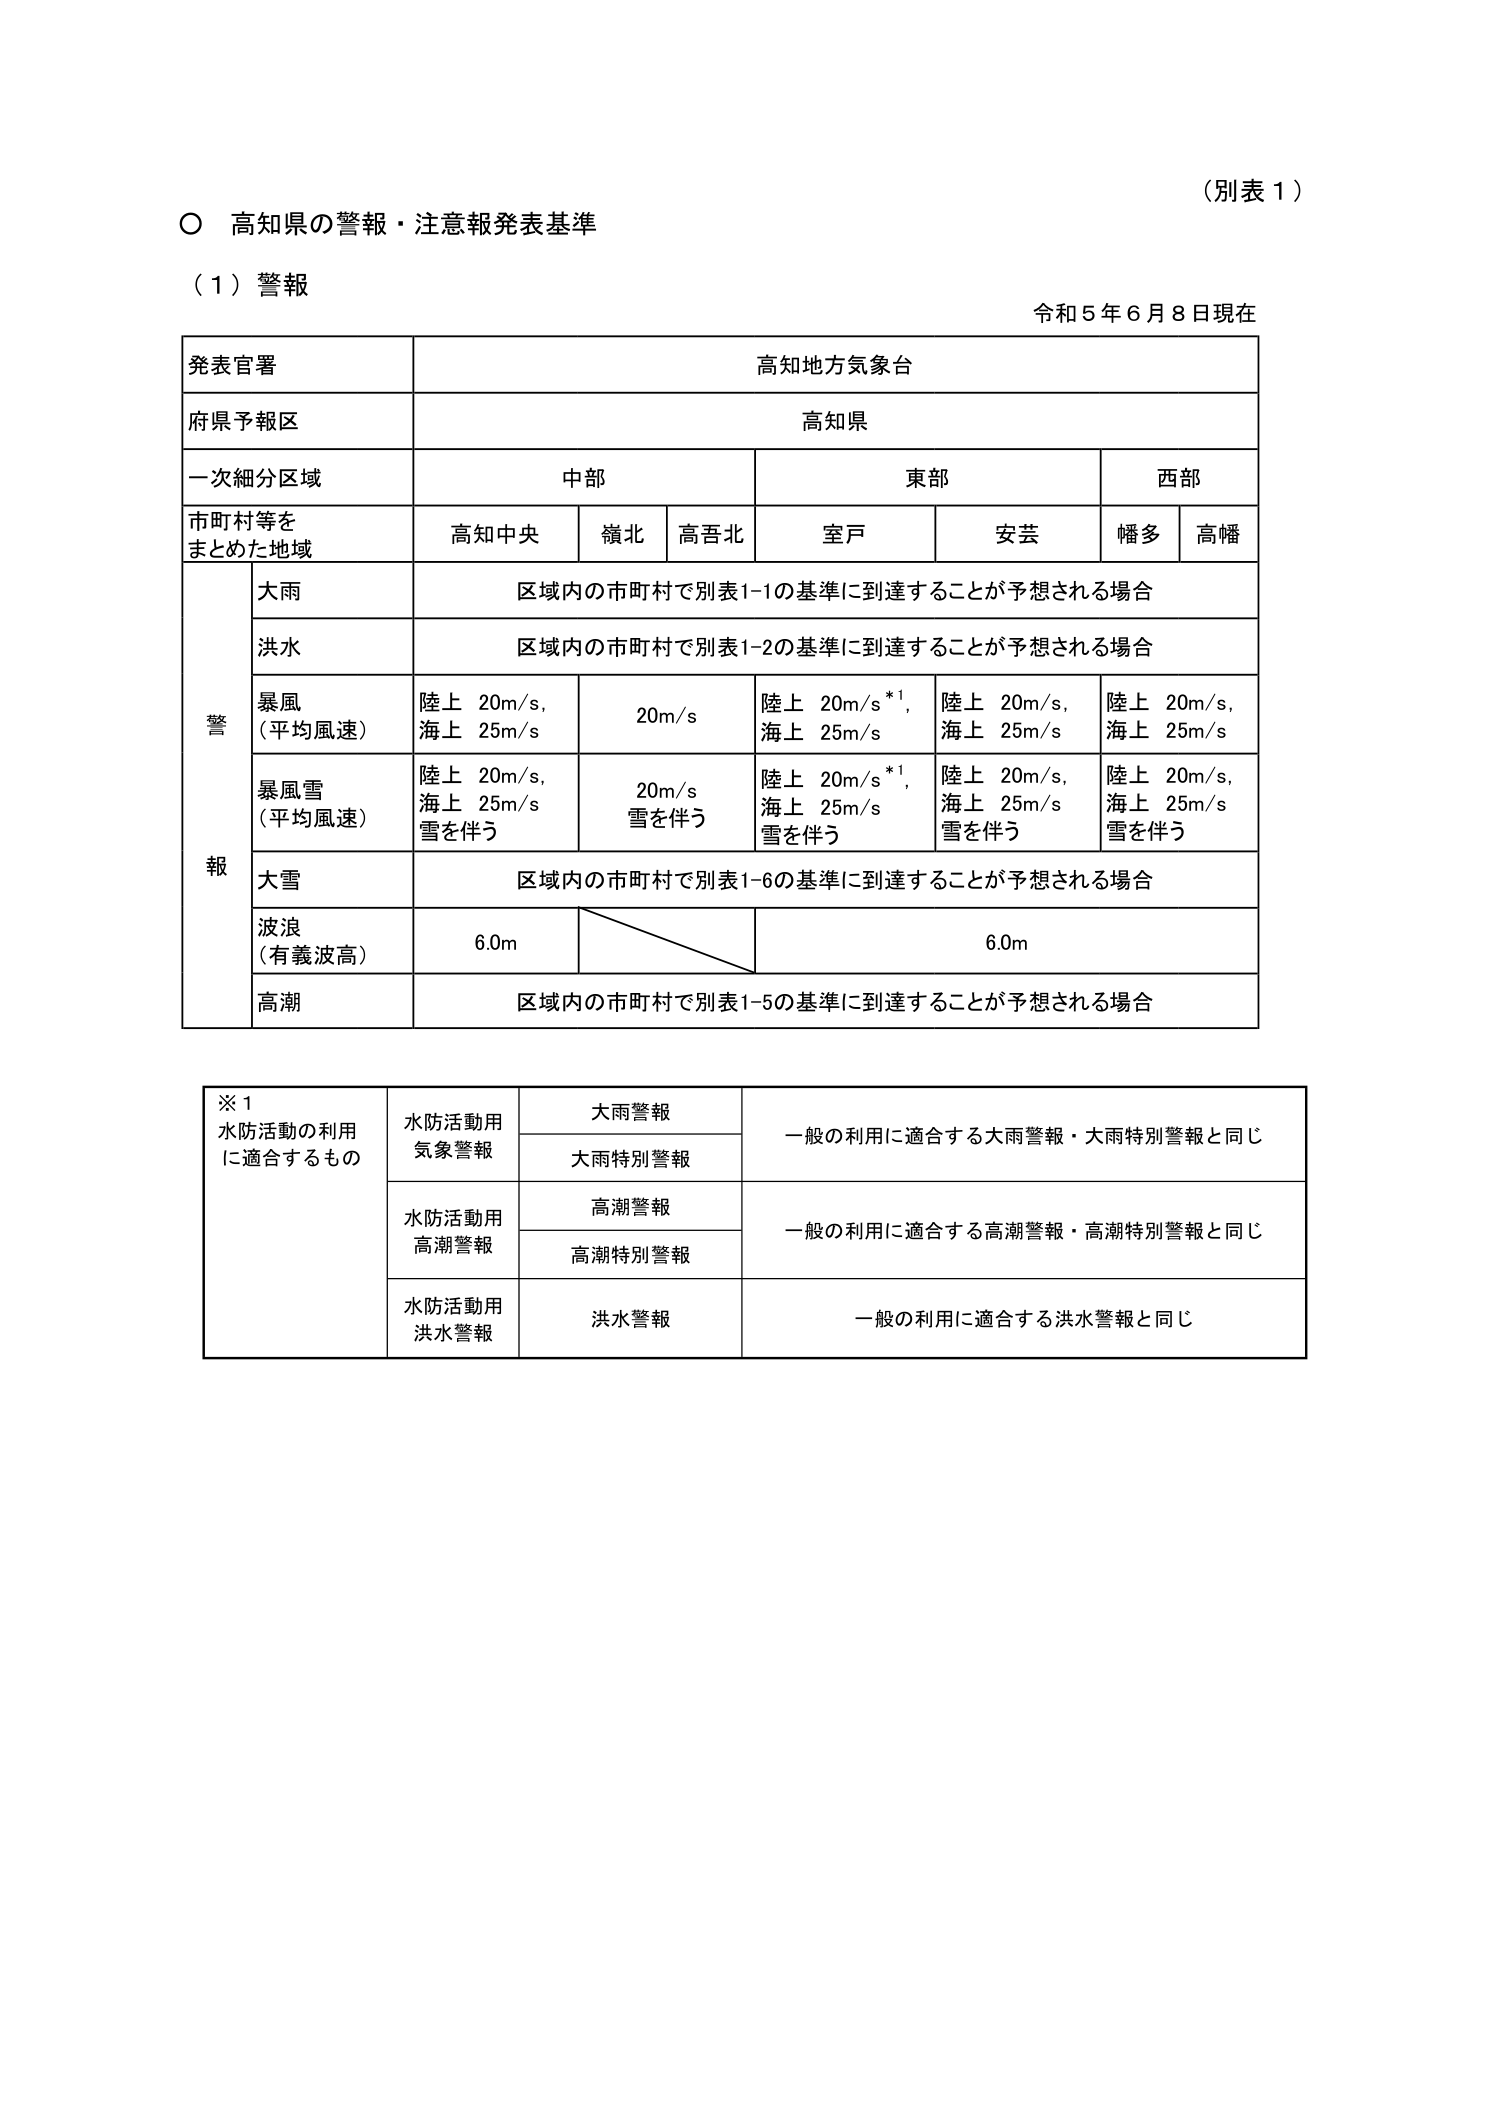 （別表１）
〇　高知県の警報・注意報発表基準
（１）警報
令和５年６月８日現在
発表官署　高知地方気象台
府県予報区　高知県
一次細分区域　中部　東部　西部
市町村等を
まとめた地域　高知中央　嶺北　高吾北　室戸　安芸　幡多　高幡
警報
大雨　区域内の市町村で別表1-1の基準に到達することが予想される場合
洪水　区域内の市町村で別表1-2の基準に到達することが予想される場合
暴風
（平均風速）
陸上　20m/s,
海上　25m/s
20m/s
陸上　20m/s*1,
海上　25m/s
陸上　20m/s,
海上　25m/s
陸上　20m/s,
海上　25m/s
暴風雪
（平均風速）
陸上　20m/s,
海上　25m/s
雪を伴う
20m/s
雪を伴う
陸上　20m/s*1,
海上　25m/s
雪を伴う
陸上　20m/s,
海上　25m/s
雪を伴う
陸上　20m/s,
海上　25m/s
雪を伴う
大雪　区域内の市町村で別表1-6の基準に到達することが予想される場合
波浪
（有義波高）
6.0m　6.0m
高潮　区域内の市町村で別表1-5の基準に到達することが予想される場合
※１
水防活動の利用
に適合するもの
水防活動用
気象警報
大雨警報
大雨特別警報
一般の利用に適合する大雨警報・大雨特別警報と同じ
水防活動用
高潮警報
高潮警報
高潮特別警報
一般の利用に適合する高潮警報・高潮特別警報と同じ
水防活動用
洪水警報
洪水警報
一般の利用に適合する洪水警報と同じ